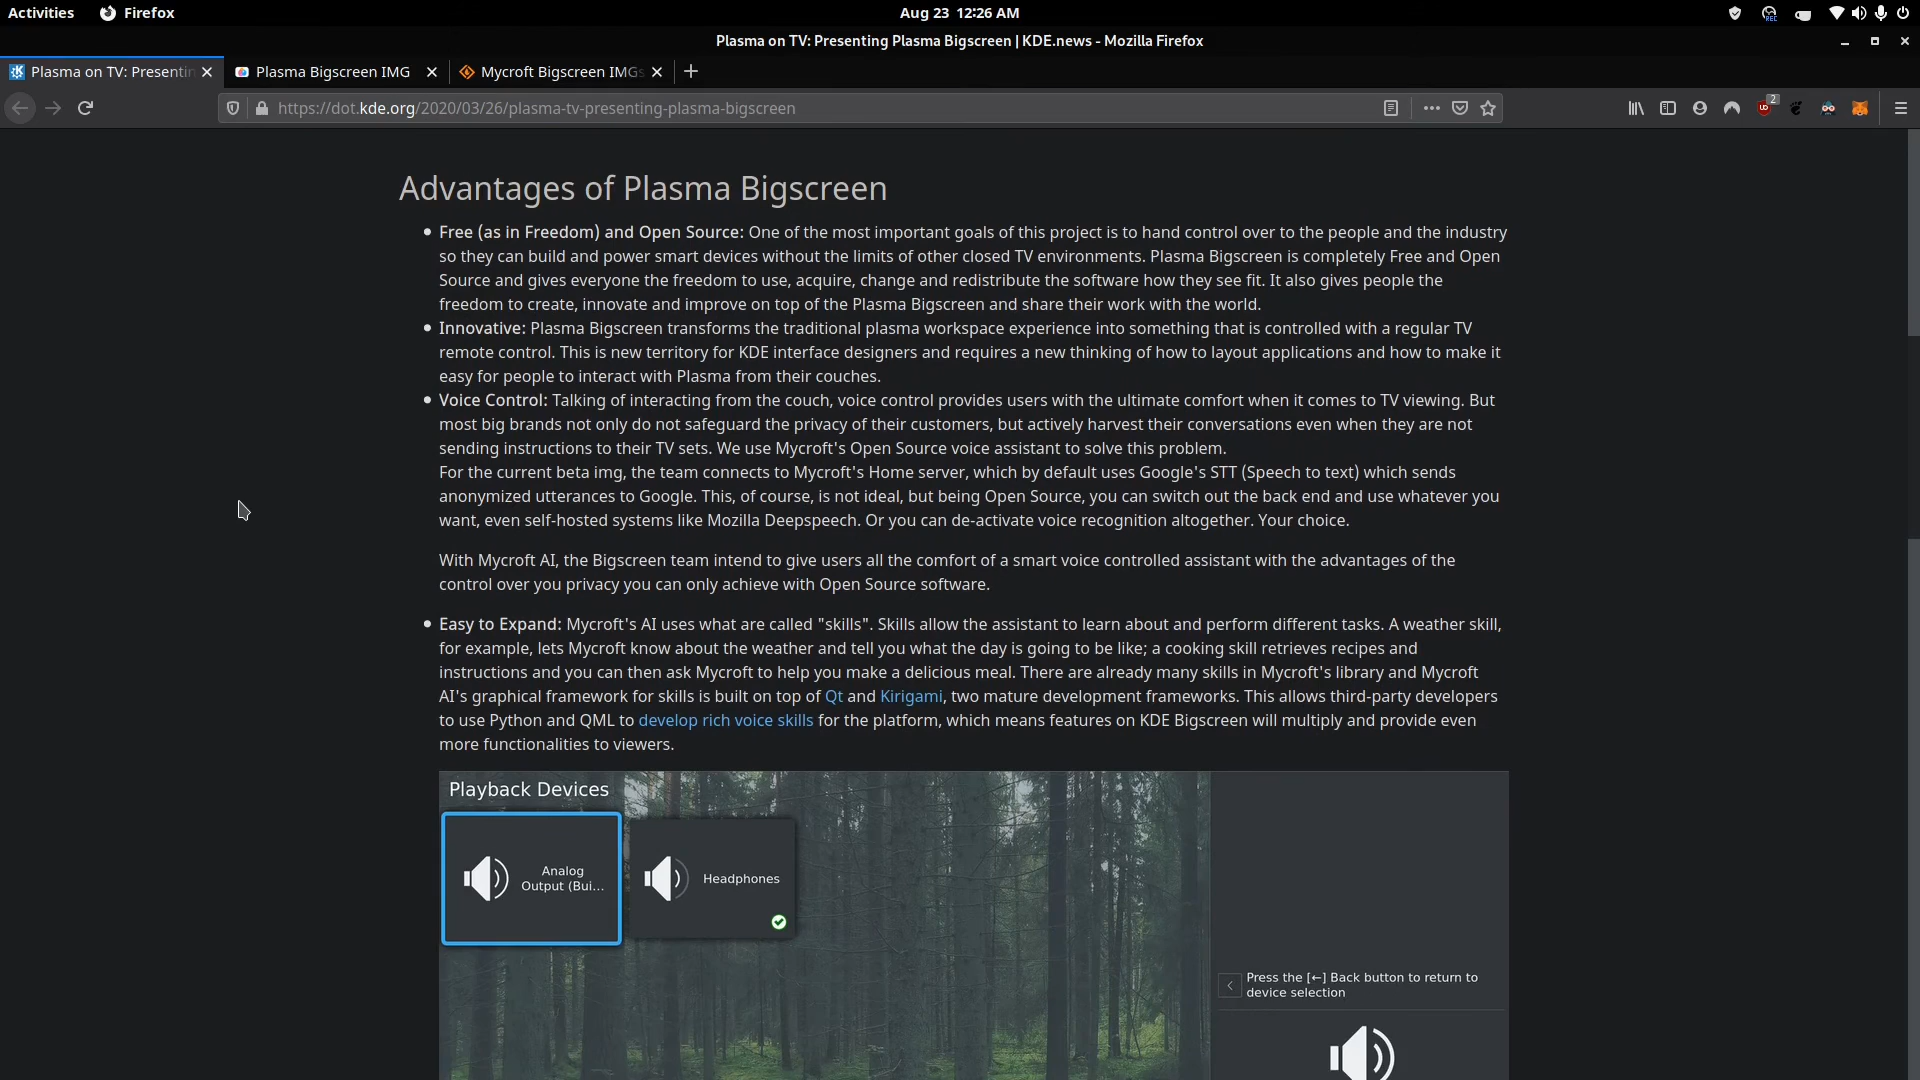 Activities
Firefox
Aug 23 12:26 AM
REC
Plasma on TV: Presenting Plasma Bigscreen | KDE.news - Mozilla Firefox
Plasma on TV: Presentin
Plasma Bigscreen IMG
Mycroft Bigscreen IMGs
https://dot.kde.org/2020/03/26/plasma-tv-presenting-plasma-bigscreen
2
Advantages of Plasma Bigscreen
Free (as in Freedom) and Open Source: One of the most important goals of this project is to hand control over to the people and the industry
so they can build and power smart devices without the limits of other closed TV environments. Plasma Bigscreen is completely Free and Open
Source and gives everyone the freedom to use, acquire, change and redistribute the software how they see fit. It also gives people the
freedom to create, innovate and improve on top of the Plasma Bigscreen and share their work with the world.
Innovative: Plasma Bigscreen transforms the traditional plasma workspace experience into something that is controlled with a regular TV
remote control. This is new territory for KDE interface designers and requires a new thinking of how to layout applications and how to make it
easy for people to interact with Plasma from their couches.
Voice Control: Talking of interacting from the couch, voice control provides users with the ultimate comfort when it comes to TV viewing. But
most big brands not only do not safeguard the privacy of their customers, but actively harvest their conversations even when they are not
sending instructions to their TV sets. We use Mycroft's Open Source voice assistant to solve this problem.
For the current beta img, the team connects to Mycroft's Home server, which by default uses Google's STT (Speech to text) which sends
anonymized utterances to Google. This, of course, is not ideal, but being Open Source, you can switch out the back end and use whatever you
want, even self-hosted systems like Mozilla Deepspeech. Or you can de-activate voice recognition altogether. Your choice.
With Mycroft AI, the Bigscreen team intend to give users all the comfort of a smart voice controlled assistant with the advantages of the
control over you privacy you can only achieve with Open Source software.
Easy to Expand: Mycroft's AI uses what are called "skills". Skills allow the assistant to learn about and perform different tasks. A weather skill,
for example, lets Mycroft know about the weather and tell you what the day is going to be like; a cooking skill retrieves recipes and
instructions and you can then ask Mycroft to help you make a delicious meal. There are already many skills in Mycroft's library and Mycroft
AI's graphical framework for skills is built on top of Qt and Kirigami, two mature development frameworks. This allows third-party developers
to use Python and QML to develop rich voice skills for the platform, which means features on KDE Bigscreen will multiply and provide even
more functionalities to viewers.
Playback Devices
Analog
Output (Bui...
Headphones
Press the [←] Back button to return to
device selection